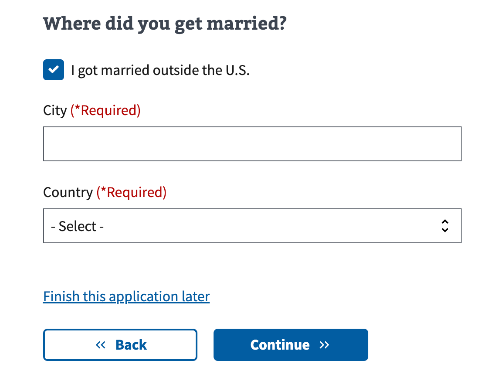 Where did you get married?
I got married outside the U.S.
City (*Required)
Country (*Required)
- Select -
Finish this application later
« Back
Continue »